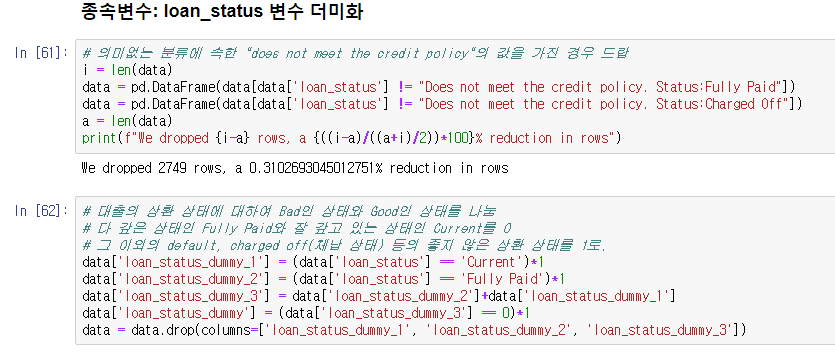 종속변수: loan_status 변수 더미화
In [61]: # 의미없는 분류에 속한 "does not meet the credit policy"의 값을 가진 경우 드랍
i = len(data)
data = pd.DataFrame(data[data['loan_status'] != "Does not meet the credit policy. Status:Fully Paid"])
data = pd.DataFrame(data[data['loan_status'] != "Does not meet the credit policy. Status:Charged Off"])
a = len(data)
print(f"We dropped {i-a} rows, a {((i-a)/((a+i)/2))*100}% reduction in rows")
We dropped 2749 rows, a 0.3102693045012751% reduction in rows
In [62]: # 대출의 상환 상태에 대하여 Bad인 상태와 Good인 상태를 나눔
# 다 갚은 상태인 Fully Paid와 잘 갚고 있는 상태인 Current를 0
# 그 이외의 default, charged off(체납 상태) 등의 좋지 않은 상환 상태를 1로.
data['loan_status_dummy_1'] = (data['loan_status'] == 'Current')*1
data['loan_status_dummy_2'] = (data['loan_status'] == 'Fully Paid')*1
data['loan_status_dummy_3'] = data['loan_status_dummy_2']+data['loan_status_dummy_1']
data['loan_status_dummy'] = (data['loan_status_dummy_3'] == 0)*1
data = data.drop(columns=['loan_status_dummy_1', 'loan_status_dummy_2', 'loan_status_dummy_3'])